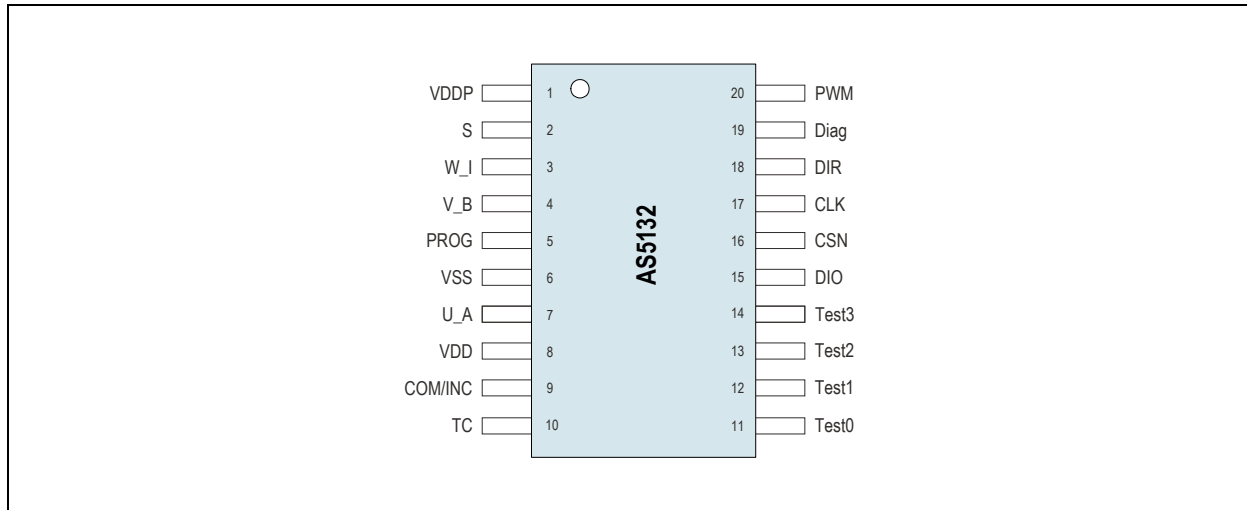 VDDP 1 20 PWM
S 2 19 Diag
W_I 3 18 DIR
V_B 4 17 CLK
PROG 5 16 CSN
VSS 6 15 DIO
U_A 7 14 Test3
VDD 8 13 Test2
COM/INC 9 12 Test1
TC 10 11 Test0
AS5132